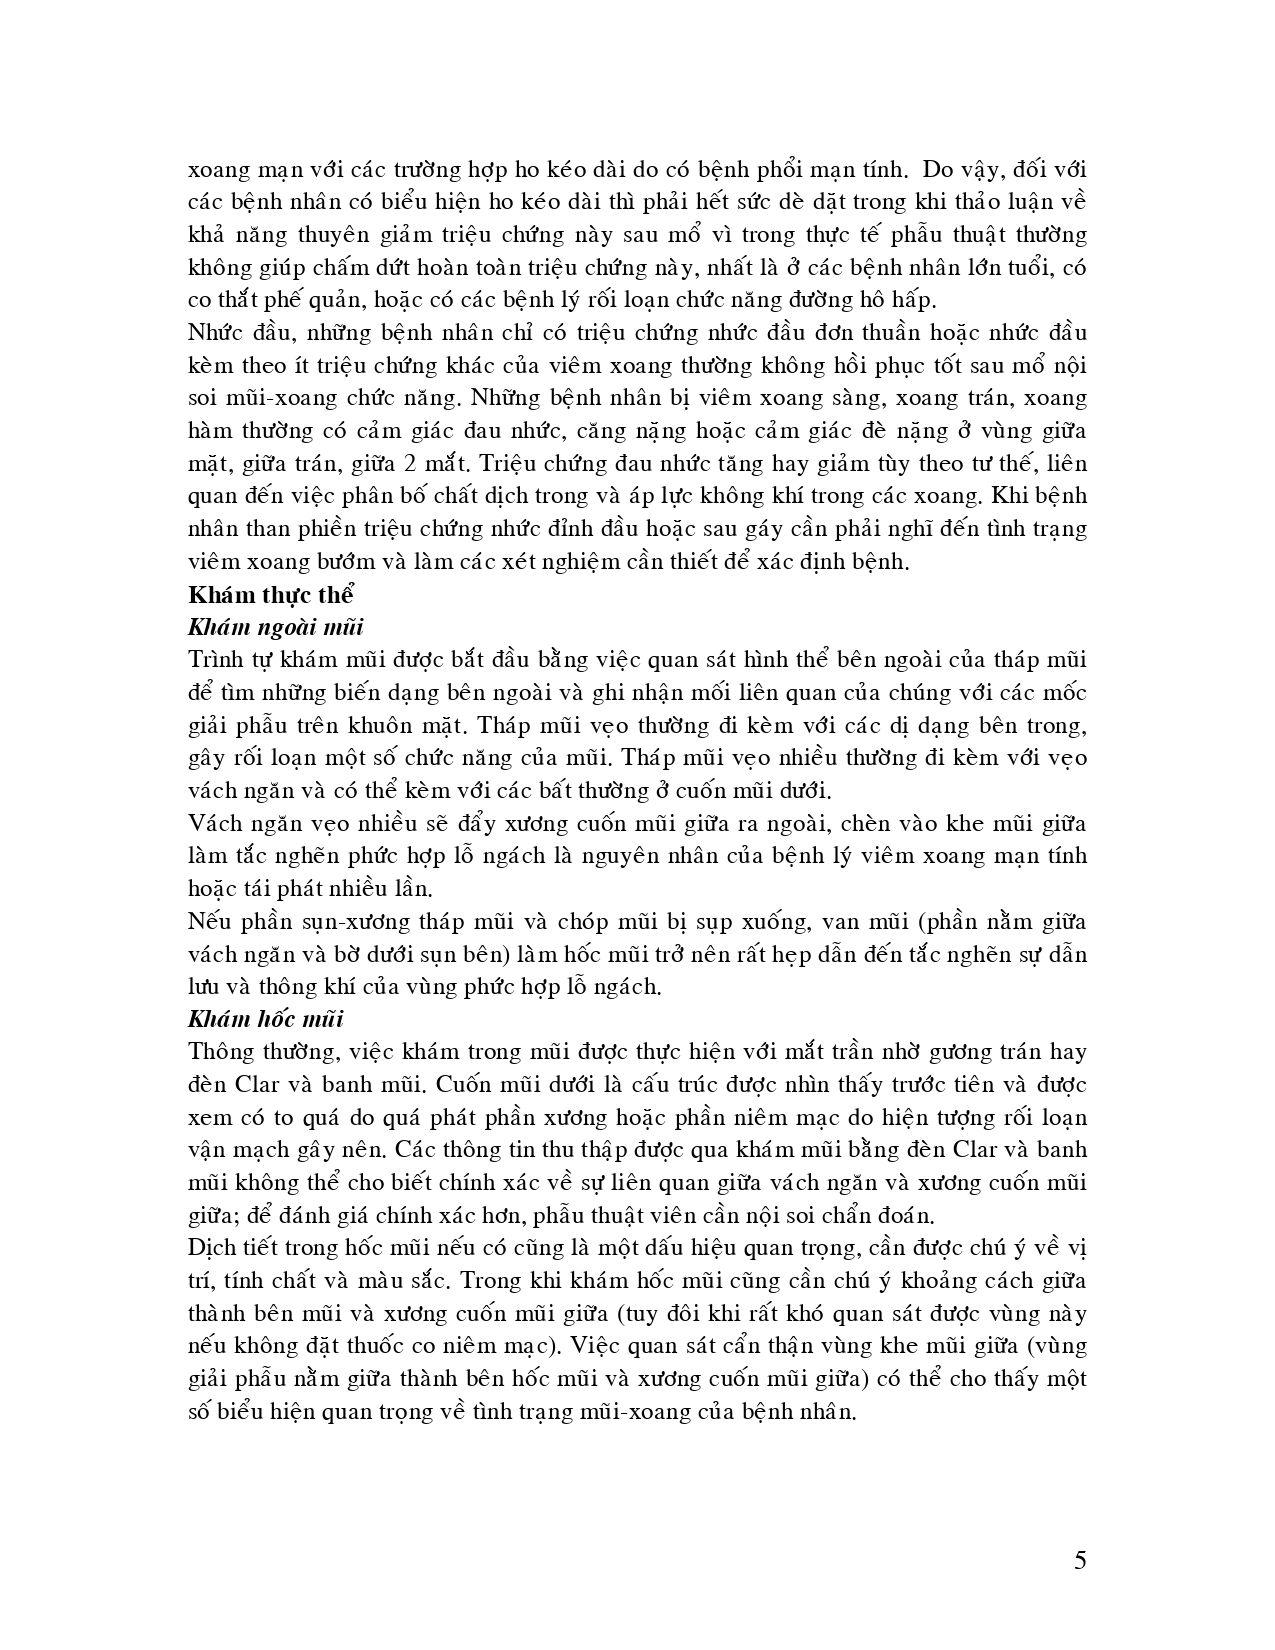 xoang mạn với các trường hợp ho kéo dài do có bệnh phổi mạn tính.  Do vậy, đối với
các bệnh nhân có biểu hiện ho kéo dài thì phải hết sức dè dặt trong khi thảo luận về
khả năng thuyên giảm triệu chứng này sau mổ vì trong thực tế phẫu thuật thường
không giúp chấm dứt hoàn toàn triệu chứng này, nhất là ở các bệnh nhân lớn tuổi, có
co thắt phế quản, hoặc có các bệnh lý rối loạn chức năng đường hô hấp.
Nhức đầu, những bệnh nhân chỉ có triệu chứng nhức đầu đơn thuần hoặc nhức đầu
kèm theo ít triệu chứng khác của viêm xoang thường không hồi phục tốt sau mổ nội
soi mũi-xoang chức năng. Những bệnh nhân bị viêm xoang sàng, xoang trán, xoang
hàm thường có cảm giác đau nhức, căng nặng hoặc cảm giác đè nặng ở vùng giữa
mặt, giữa trán, giữa 2 mắt. Triệu chứng đau nhức tăng hay giảm tùy theo tư thế, liên
quan đến việc phân bố chất dịch trong và áp lực không khí trong các xoang. Khi bệnh
nhân than phiền triệu chứng nhức đỉnh đầu hoặc sau gáy cần phải nghĩ đến tình trạng
viêm xoang bướm và làm các xét nghiệm cần thiết để xác định bệnh.
Khám thực thể
Khám ngoài mũi
Trình tự khám mũi được bắt đầu bằng việc quan sát hình thể bên ngoài của tháp mũi
để tìm những biến dạng bên ngoài và ghi nhận mối liên quan của chúng với các mốc
giải phẫu trên khuôn mặt. Tháp mũi vẹo thường đi kèm với các dị dạng bên trong,
gây rối loạn một số chức năng của mũi. Tháp mũi vẹo nhiều thường đi kèm với vẹo
vách ngăn và có thể kèm với các bất thường ở cuốn mũi dưới.
Vách ngăn vẹo nhiều sẽ đẩy xương cuốn mũi giữa ra ngoài, chèn vào khe mũi giữa
làm tắc nghẽn phức hợp lỗ ngách là nguyên nhân của bệnh lý viêm xoang mạn tính
hoặc tái phát nhiều lần.
Nếu phần sụn-xương tháp mũi và chóp mũi bị sụp xuống, van mũi (phần nằm giữa
vách ngăn và bờ dưới sụn bên) làm hốc mũi trở nên rất hẹp dẫn đến tắc nghẽn sự dẫn
lưu và thông khí của vùng phức hợp lỗ ngách.
Khám hốc mũi
Thông thường, việc khám trong mũi được thực hiện với mắt trần nhờ gương trán hay
đèn Clar và banh mũi. Cuốn mũi dưới là cấu trúc được nhìn thấy trước tiên và được
xem có to quá do quá phát phần xương hoặc phần niêm mạc do hiện tượng rối loạn
vận mạch gây nên. Các thông tin thu thập được qua khám mũi bằng đèn Clar và banh
mũi không thể cho biết chính xác về sự liên quan giữa vách ngăn và xương cuốn mũi
giữa; để đánh giá chính xác hơn, phẫu thuật viên cần nội soi chẩn đoán.
Dịch tiết trong hốc mũi nếu có cũng là một dấu hiệu quan trọng, cần được chú ý về vị
trí, tính chất và màu sắc. Trong khi khám hốc mũi cũng cần chú ý khoảng cách giữa
thành bên mũi và xương cuốn mũi giữa (tuy đôi khi rất khó quan sát được vùng này
nếu không đặt thuốc co niêm mạc). Việc quan sát cẩn thận vùng khe mũi giữa (vùng
giải phẫu nằm giữa thành bên hốc mũi và xương cuốn mũi giữa) có thể cho thấy một
số biểu hiện quan trọng về tình trạng mũi-xoang của bệnh nhân.
5